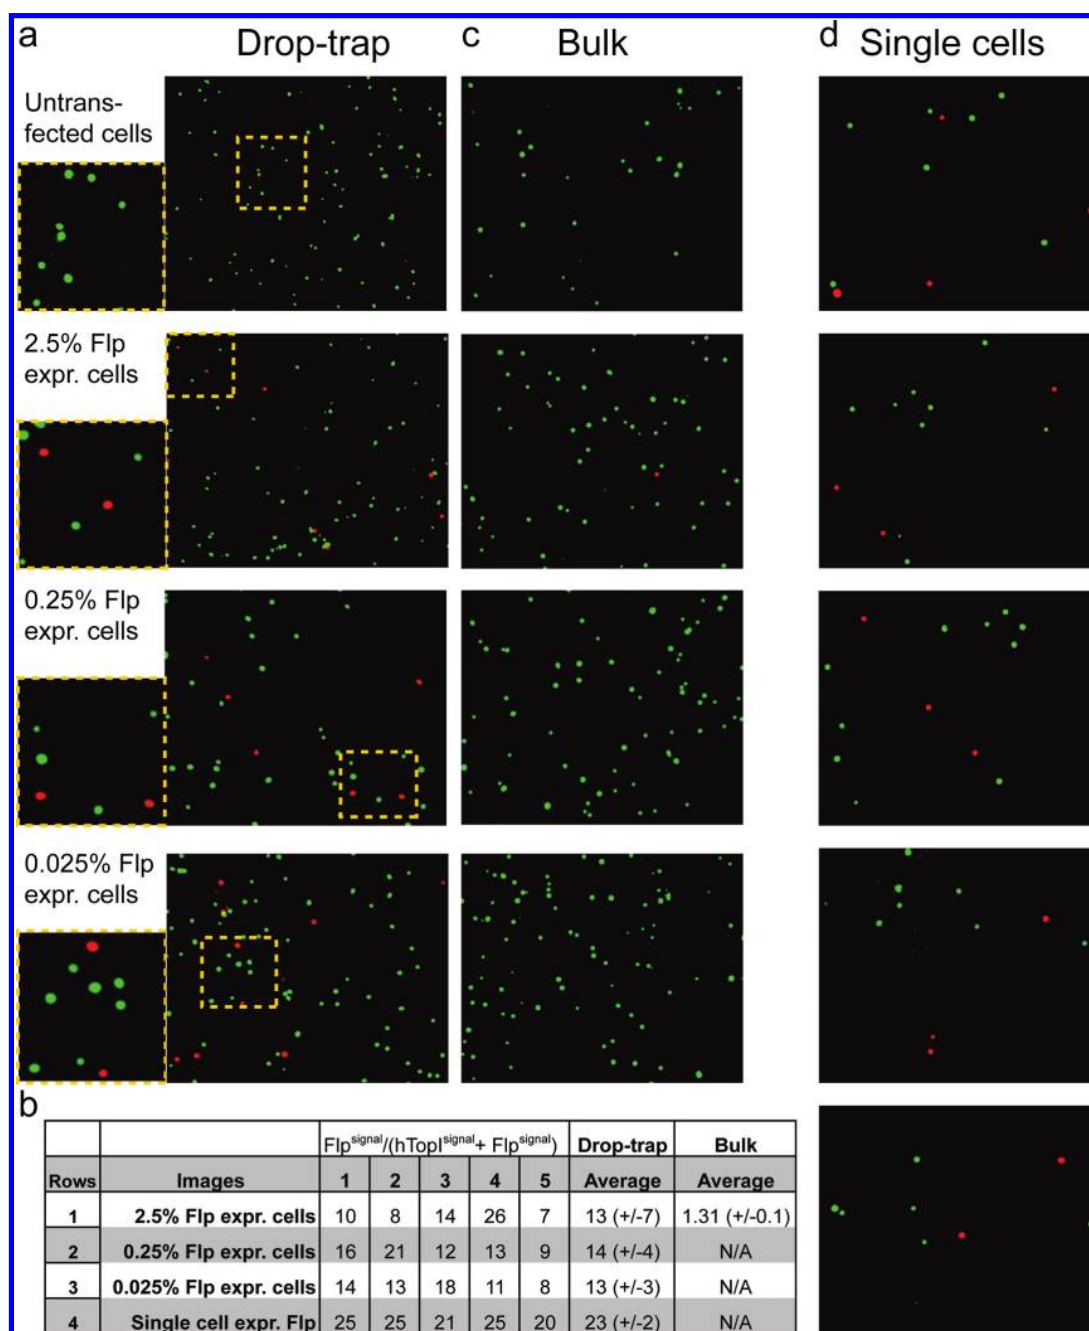 a Drop-trap c Bulk d Single cells
Untrans-
fected cells
2.5% Flp
expr. cells
0.25% Flp
expr. cells
0.025% Flp
expr. cells
b
Flp^signal/(hTopI^signal + Flp^signal) Drop-trap Bulk
Rows Images 1 2 3 4 5 Average Average
1 2.5% Flp expr. cells 10 8 14 26 7 13 (+/-7) 1.31 (+/-0.1)
2 0.25% Flp expr. cells 16 21 12 13 9 14 (+/-4) N/A
3 0.025% Flp expr. cells 14 13 18 11 8 13 (+/-3) N/A
4 Single cell expr. Flp 25 25 21 25 20 23 (+/-2) N/A